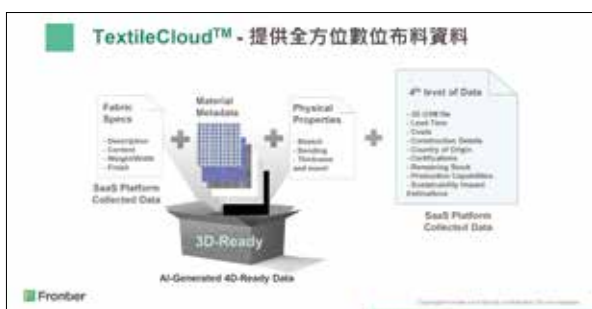 TextileCloud™ - 提供全方位數位布料資料
Fabric
Specs
- Description
- Content
- Weight/Width
- Finish
SaaS Platform
Collected Data
Material
Metadata
Physical
Properties
- Stretch
- Bending
- Thickness
and more!
4th level of Data
- Lead Time
- Costs
- Construction Details
- Country of Origin
- Certifications
- Remaining Stock
- Production Capabilities
- Sustainability Impact
Estimations
SaaS Platform
Collected Data
3D-Ready
AI-Generated 4D-Ready Data
Frontier